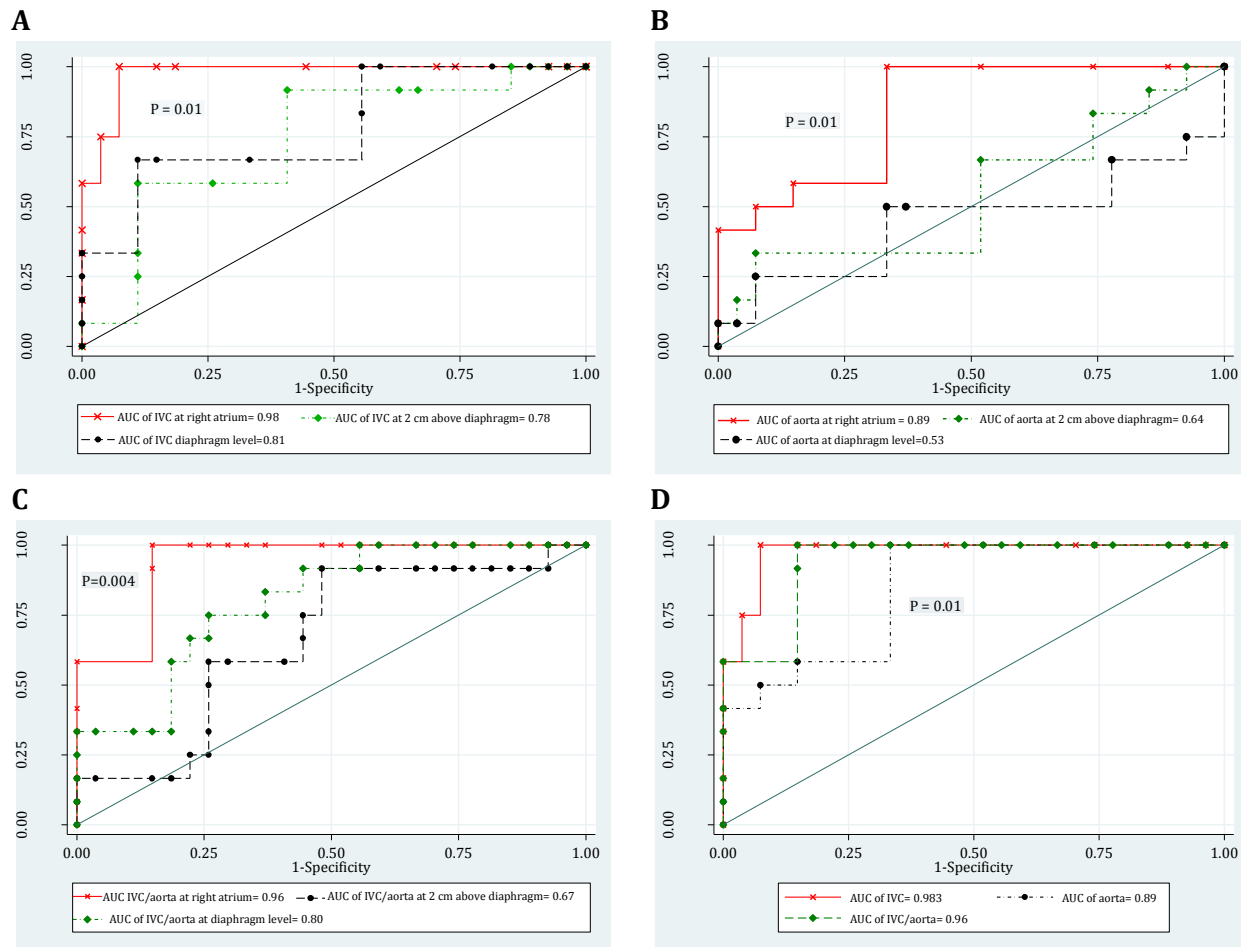 A
1.00
0.75
0.50
0.25
0.00
P = 0.01
0.00 0.25 0.50 0.75 1.00
1-Specificity
AUC of IVC at right atrium= 0.98 AUC of IVC at 2 cm above diaphragm= 0.78
AUC of IVC diaphragm level=0.81
B
1.00
0.75
0.50
0.25
0.00
P = 0.01
0.00 0.25 0.50 0.75 1.00
1-Specificity
AUC of aorta at right atrium = 0.89 AUC of aorta at 2 cm above diaphragm= 0.64
AUC of aorta at diaphragm level=0.53
C
1.00
0.75
0.50
0.25
0.00
P=0.004
0.00 0.25 0.50 0.75 1.00
1-Specificity
AUC IVC/aorta at right atrium= 0.96 AUC of IVC/aorta at 2 cm above diaphragm= 0.67
AUC of IVC/aorta at diaphragm level= 0.80
D
1.00
0.75
0.50
0.25
0.00
P = 0.01
0.00 0.25 0.50 0.75 1.00
1-Specificity
AUC of IVC= 0.983 AUC of aorta= 0.89
AUC of IVC/aorta= 0.96